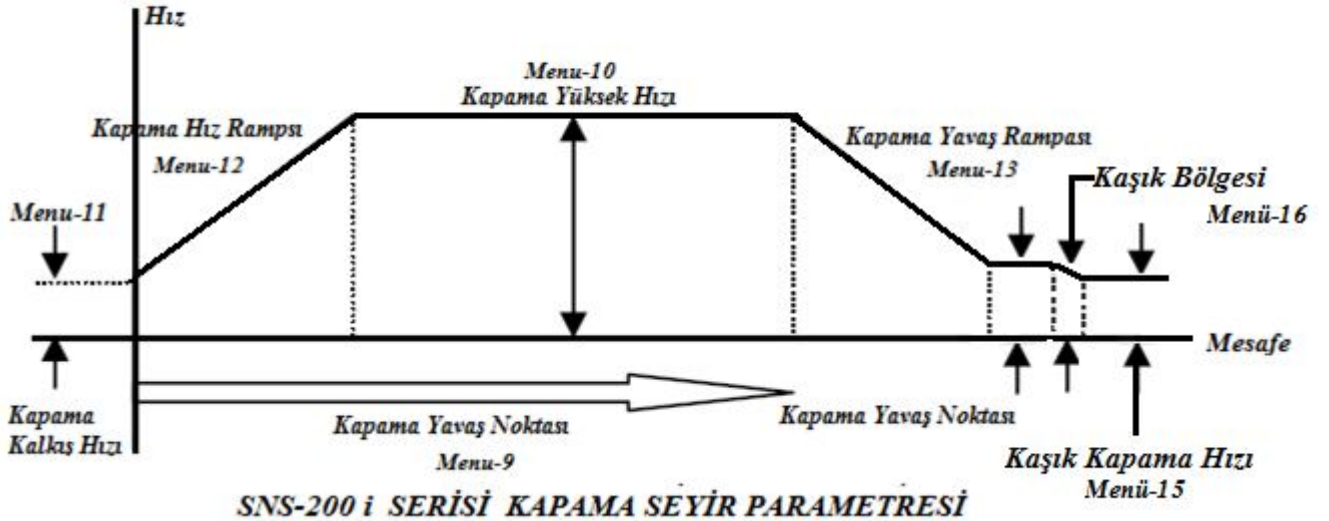 Hız
Menu-10
Kapama Yüksek Hızı
Kapama Hız Rampsı
Menu-12
Kapama Yavaş Rampası
Menu-13
Kaşık Bölgesi
Menü-16
Menu-11
Mesafe
Kapama
Kalkış Hızı
Kapama Yavaş Noktası
Menu-9
Kapama Yavaş Noktası
Kaşık Kapama Hızı
Menü-15
SNS-200 i SERİSİ KAPAMA SEYİR PARAMETRESİ